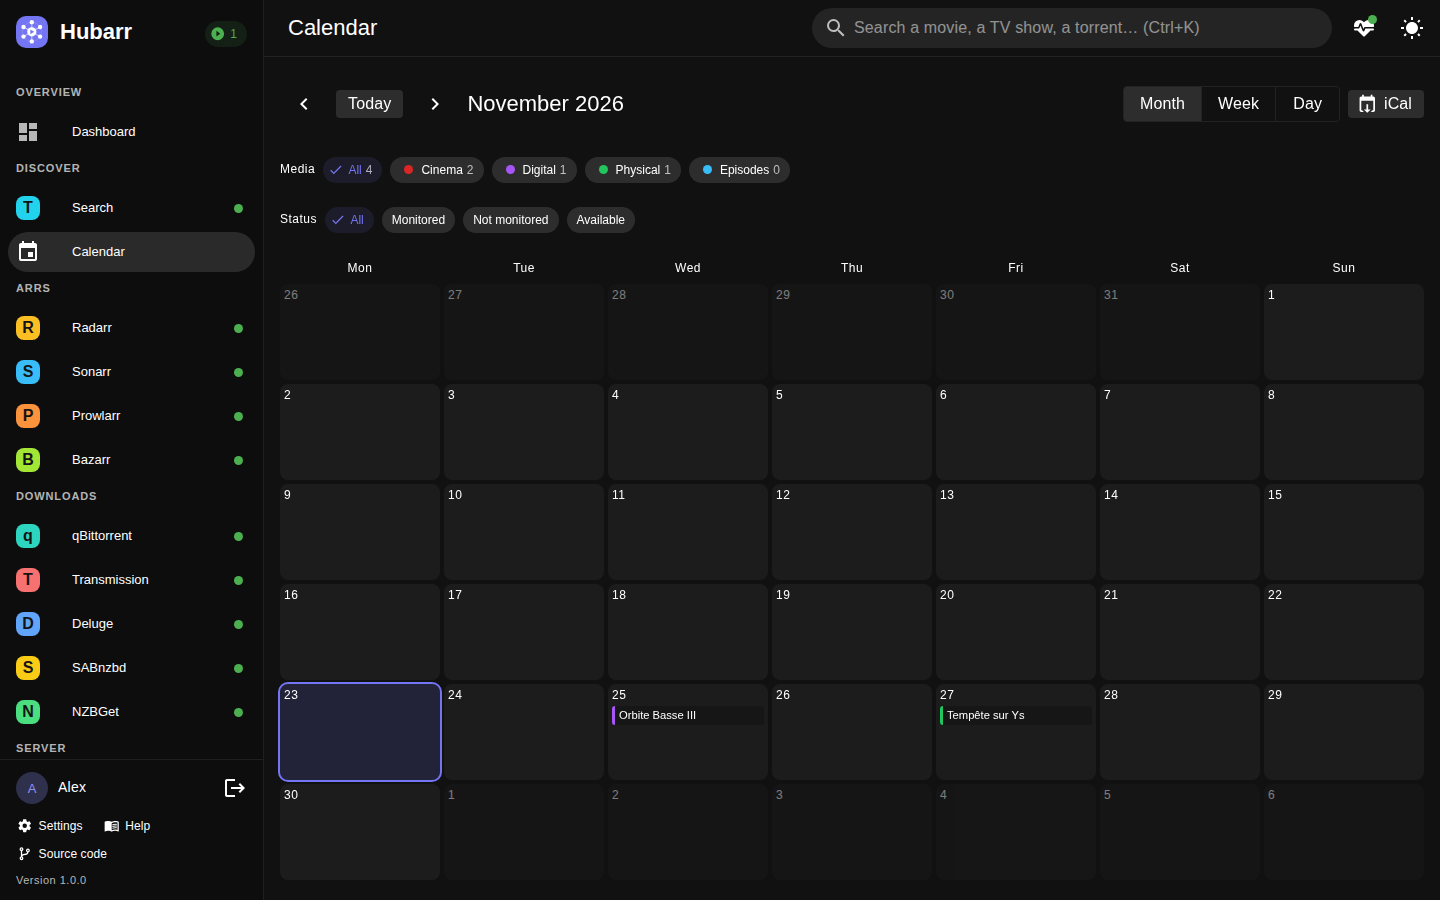 Hubarr
1
OVERVIEW
Dashboard
DISCOVER
T Search
Calendar
ARRS
R Radarr
S Sonarr
P Prowlarr
B Bazarr
DOWNLOADS
q qBittorrent
T Transmission
D Deluge
S SABnzbd
N NZBGet
SERVER
A Alex
Settings Help
Source code
Version 1.0.0
Calendar
Search a movie, a TV show, a torrent… (Ctrl+K)
Today November 2026 Month Week Day iCal
Media All 4 Cinema 2 Digital 1 Physical 1 Episodes 0
Status All Monitored Not monitored Available
Mon Tue Wed Thu Fri Sat Sun
26 27 28 29 30 31 1
2 3 4 5 6 7 8
9 10 11 12 13 14 15
16 17 18 19 20 21 22
23 24 25 26 27 28 29
Orbite Basse III Tempête sur Ys
30 1 2 3 4 5 6